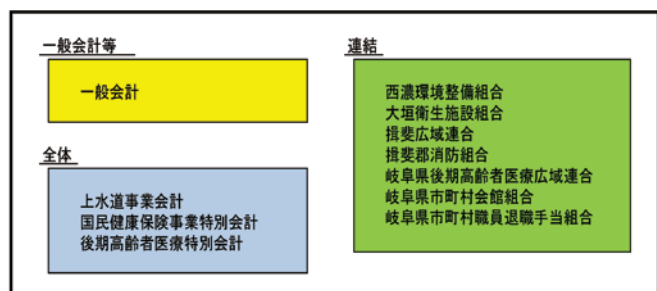 一般会計等
一般会計
全体
上水道事業会計
国民健康保険事業特別会計
後期高齢者医療特別会計
連結
西濃環境整備組合
大垣衛生施設組合
揖斐広域連合
揖斐郡消防組合
岐阜県後期高齢者医療広域連合
岐阜県市町村会館組合
岐阜県市町村職員退職手当組合